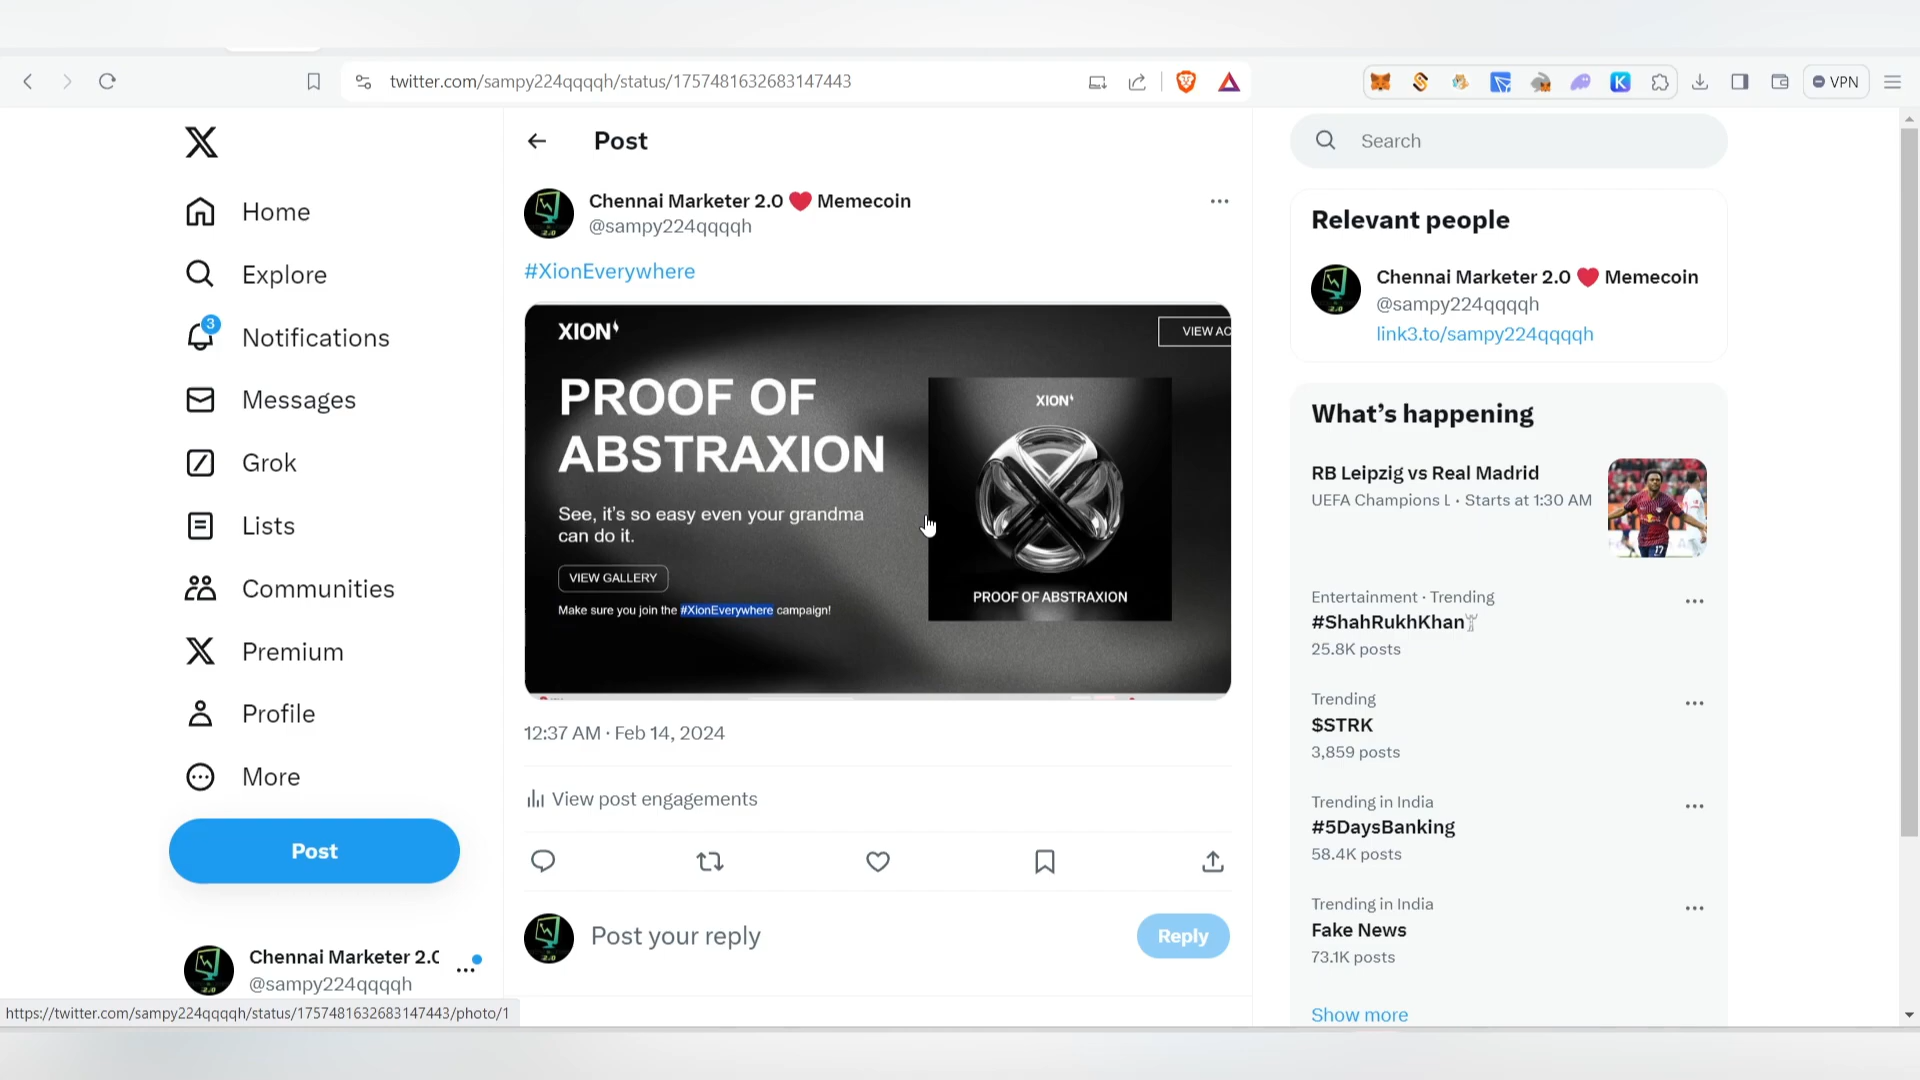 twitter.com/sampy224qqqqh/status/1757481632683147443
VPN
Home
Explore
3
Notifications
Messages
Grok
Lists
Communities
Premium
Profile
More
Post
Chennai Marketer 2.0
@sampy224qqqqh
https://twitter.com/sampy224qqqqh/status/1757481632683147443/photo/1
Post
Chennai Marketer 2.0 ❤️ Memecoin
@sampy224qqqqh
#XionEverywhere
XION
VIEW AC
PROOF OF
ABSTRAXION
See, it's so easy even your grandma
can do it.
VIEW GALLERY
Make sure you join the #XionEverywhere campaign!
XION
PROOF OF ABSTRAXION
12:37 AM · Feb 14, 2024
View post engagements
Post your reply
Reply
Search
Relevant people
Chennai Marketer 2.0 ❤️ Memecoin
@sampy224qqqqh
link3.to/sampy224qqqqh
What's happening
RB Leipzig vs Real Madrid
UEFA Champions L · Starts at 1:30 AM
Entertainment · Trending
#ShahRukhKhan
25.8K posts
Trending
$STRK
3,859 posts
Trending in India
#5DaysBanking
58.4K posts
Trending in India
Fake News
73.1K posts
Show more